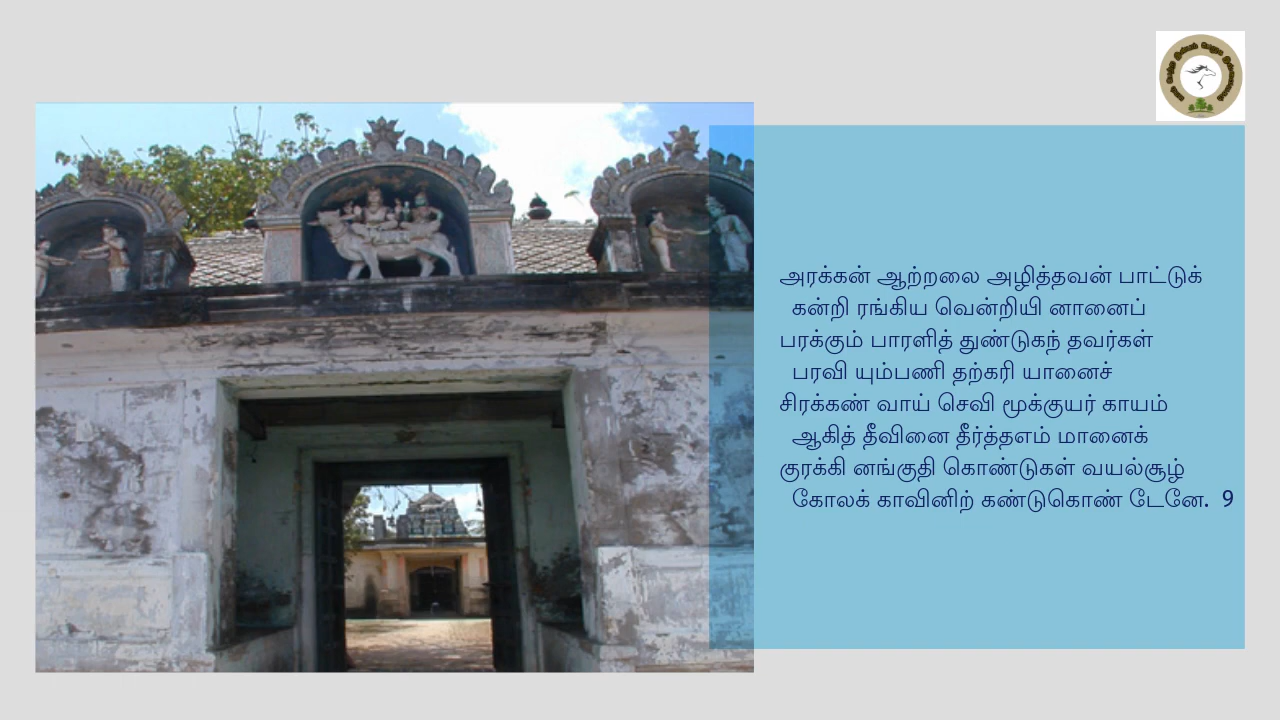 அரக்கன் ஆற்றலை அழித்தவன் பாட்டுக்
கன்றி ரங்கிய வென்றியி னானைப்
பரக்கும் பாரளித் துண்டுகந் தவர்கள்
பரவி யும்பணி தற்கரி யானைச்
சிரக்கண் வாய் செவி மூக்குயர் காயம்
ஆகித் தீவினை தீர்த்தஎம் மானைக்
குரக்கி னங்குதி கொண்டுகள் வயல்சூழ்
கோலக் காவினிற் கண்டுகொண் டேனே. 9